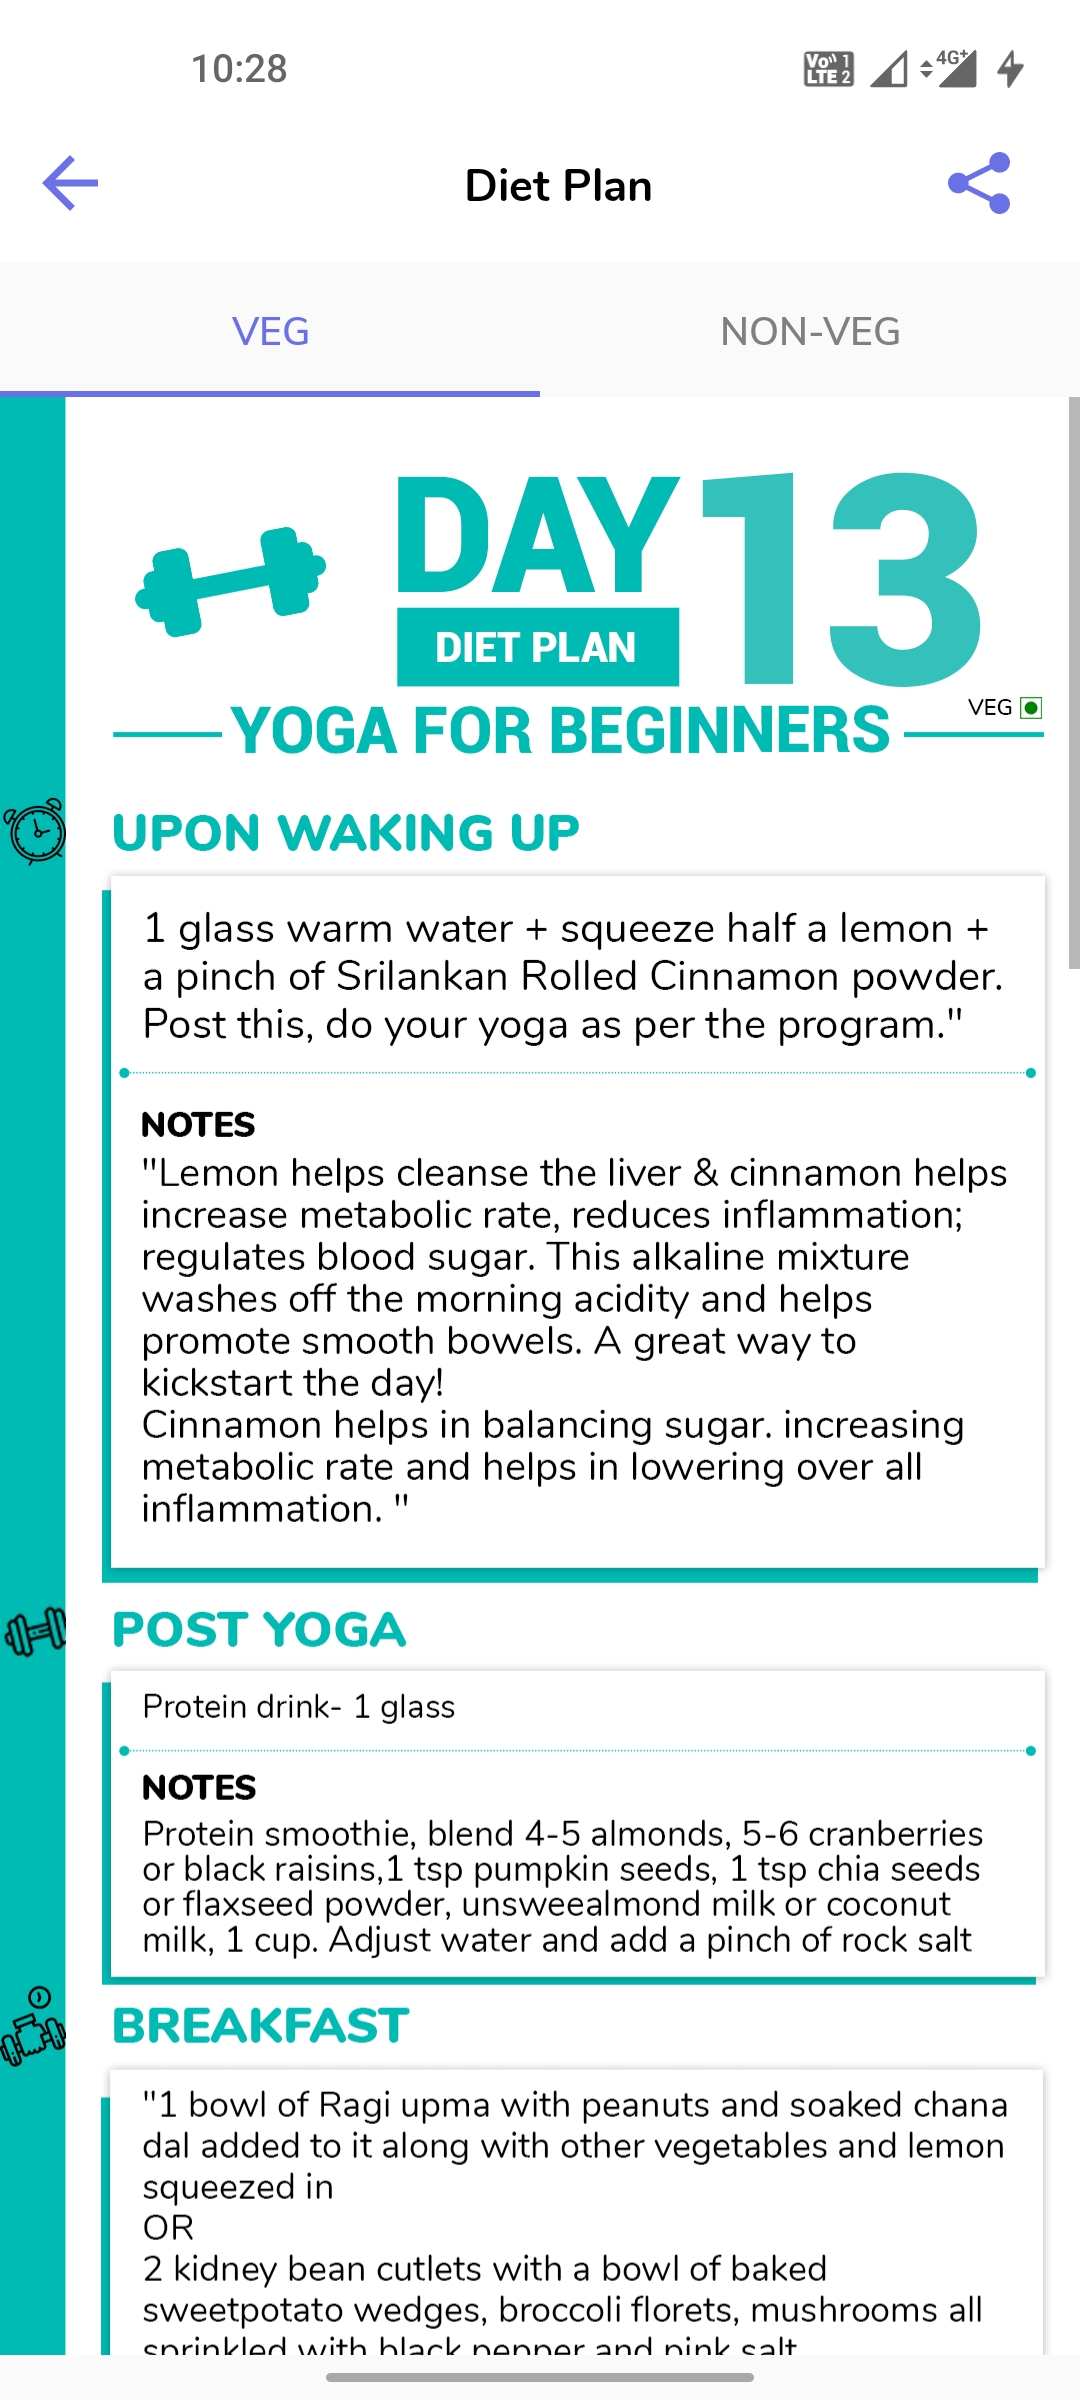 10:28
Vo)) 1
LTE 2
4G+
Diet Plan
VEG
NON-VEG
DAY 13
DIET PLAN
VEG
YOGA FOR BEGINNERS
UPON WAKING UP
1 glass warm water + squeeze half a lemon +
a pinch of Srilankan Rolled Cinnamon powder.
Post this, do your yoga as per the program."
NOTES
"Lemon helps cleanse the liver & cinnamon helps
increase metabolic rate, reduces inflammation;
regulates blood sugar. This alkaline mixture
washes off the morning acidity and helps
promote smooth bowels. A great way to
kickstart the day!
Cinnamon helps in balancing sugar. increasing
metabolic rate and helps in lowering over all
inflammation. "
POST YOGA
Protein drink- 1 glass
NOTES
Protein smoothie, blend 4-5 almonds, 5-6 cranberries
or black raisins,1 tsp pumpkin seeds, 1 tsp chia seeds
or flaxseed powder, unsweealmond milk or coconut
milk, 1 cup. Adjust water and add a pinch of rock salt
BREAKFAST
"1 bowl of Ragi upma with peanuts and soaked chana
dal added to it along with other vegetables and lemon
squeezed in
OR
2 kidney bean cutlets with a bowl of baked
sweetpotato wedges, broccoli florets, mushrooms all
sprinkled with black pepper and pink salt